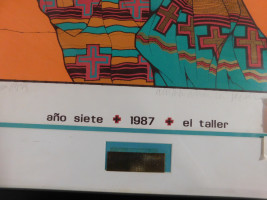 año siete ✚ 1987 ✚ el taller